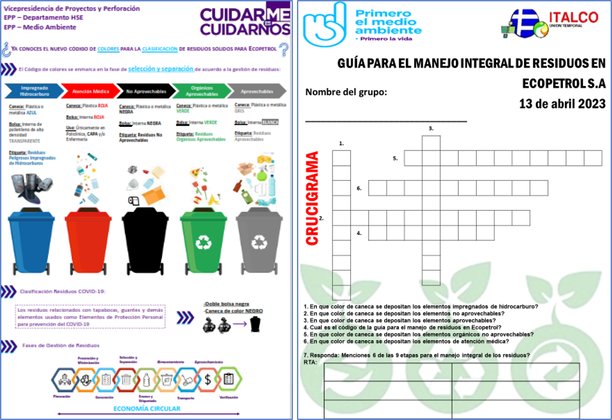 Vicepresidencia de Proyectos y Perforación
EPP – Departamento HSE
EPP – Medio Ambiente
CUIDARME
ES
CUIDARNOS
¿YA CONOCES EL NUEVO CÓDIGO DE COLORES PARA LA CLASIFICACIÓN DE RESIDUOS SÓLIDOS PARA ECOPETROL?
El Código de colores se enmarca en la fase de selección y separación de acuerdo a la gestión de residuos:
Impregnados Hidrocarburo
Caneca: Plástica o metálica AZUL
Bolsa: Interna de polietileno de alta densidad TRANSPARENTE
Etiqueta: Residuos Peligrosos Impregnados de Hidrocarburos
Atención Médica
Caneca: Plástica ROJA
Bolsa: Interna ROJA
Uso: Únicamente en Policlínico, CAPA y/o Enfermería
No Aprovechables
Caneca: Plástica o metálica NEGRA
Bolsa: Interna NEGRA
Etiqueta: Residuos No Aprovechables
Orgánicos Aprovechables
Caneca: Plástica o metálica VERDE
Bolsa: Interna VERDE
Etiqueta: Residuos Orgánicos Aprovechables
Aprovechables
Caneca: Plástica o metálica GRIS
Bolsa: Interna BLANCA
Etiqueta: Residuos Aprovechables
Clasificación Residuos COVID-19:
Los residuos relacionados con tapabocas, guantes y demás elementos usados como Elementos de Protección Personal para prevención del COVID-19
-Doble bolsa negra
-Caneca de color NEGRO
Fases de Gestión de Residuos
Planeación
Prevención y Minimización
Generación
Selección y Separación
Almacenamiento
Transporte
Aprovechamiento
Verificación
ECONOMÍA CIRCULAR
Primero
el medio
ambiente
- Primero la vida
ITALCO
UNION TEMPORAL
GUÍA PARA EL MANEJO INTEGRAL DE RESIDUOS EN
ECOPETROL S.A
Nombre del grupo:
13 de abril 2023
CRUCIGRAMA
3.
1.
5.
6.
2.
4.
1. En que color de caneca se depositan los elementos impregnados de hidrocarburo?
2. En que color de caneca se depositan los elementos no aprovechables?
3. En que color de caneca se depositan los elementos aprovechables?
4. Cual es el código de la guía para el manejo de residuos en Ecopetrol?
5. En que color de caneca se depositan los elementos orgánicos no aprovechables?
6. En que color de caneca se depositan los elementos de atención médica?
7. Responda: Menciones 6 de las 9 etapas para el manejo integral de los residuos?
RTA: